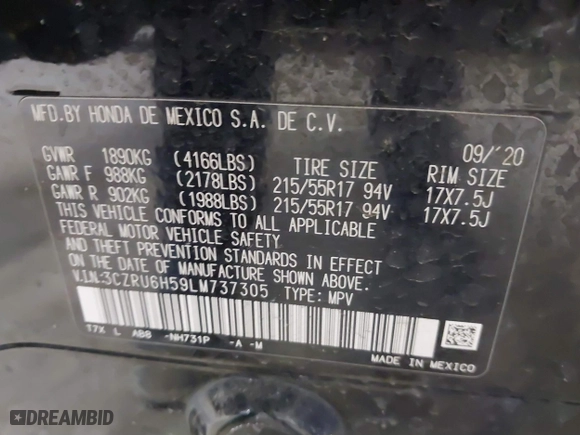 MFD.BY HONDA DE MEXICO S.A. DE C.V.
09/'20
GVWR 1890KG (4166LBS) TIRE SIZE RIM SIZE
GAWR F 988KG (2178LBS) 215/55R17 94V 17X7.5J
GAWR R 902KG (1988LBS) 215/55R17 94V 17X7.5J
THIS VEHICLE CONFORMS TO ALL APPLICABLE
FEDERAL MOTOR VEHICLE SAFETY
AND THEFT PREVENTION STANDARDS IN EFFECT
ON THE DATE OF MANUFACTURE SHOWN ABOVE.
V.I.N:3CZRU6H59LM737305 TYPE: MPV
17X L AB8 -NH731P -A -M
MADE IN MEXICO
DREAMBID